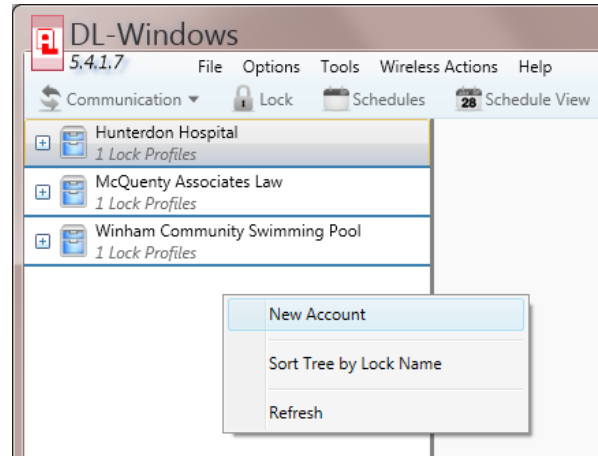 DL-Windows
5.4.1.7
File Options Tools Wireless Actions Help
Communication Lock Schedules 28 Schedule View
Hunterdon Hospital
1 Lock Profiles
McQuenty Associates Law
1 Lock Profiles
Winham Community Swimming Pool
1 Lock Profiles
New Account
Sort Tree by Lock Name
Refresh